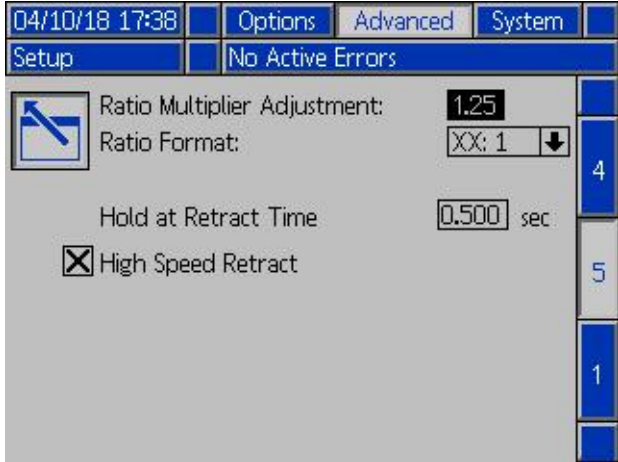 04/10/18 17:38 Options Advanced System
Setup No Active Errors
Ratio Multiplier Adjustment: 1.25
Ratio Format: XX: 1
4
Hold at Retract Time 0.500 sec
High Speed Retract
5
1